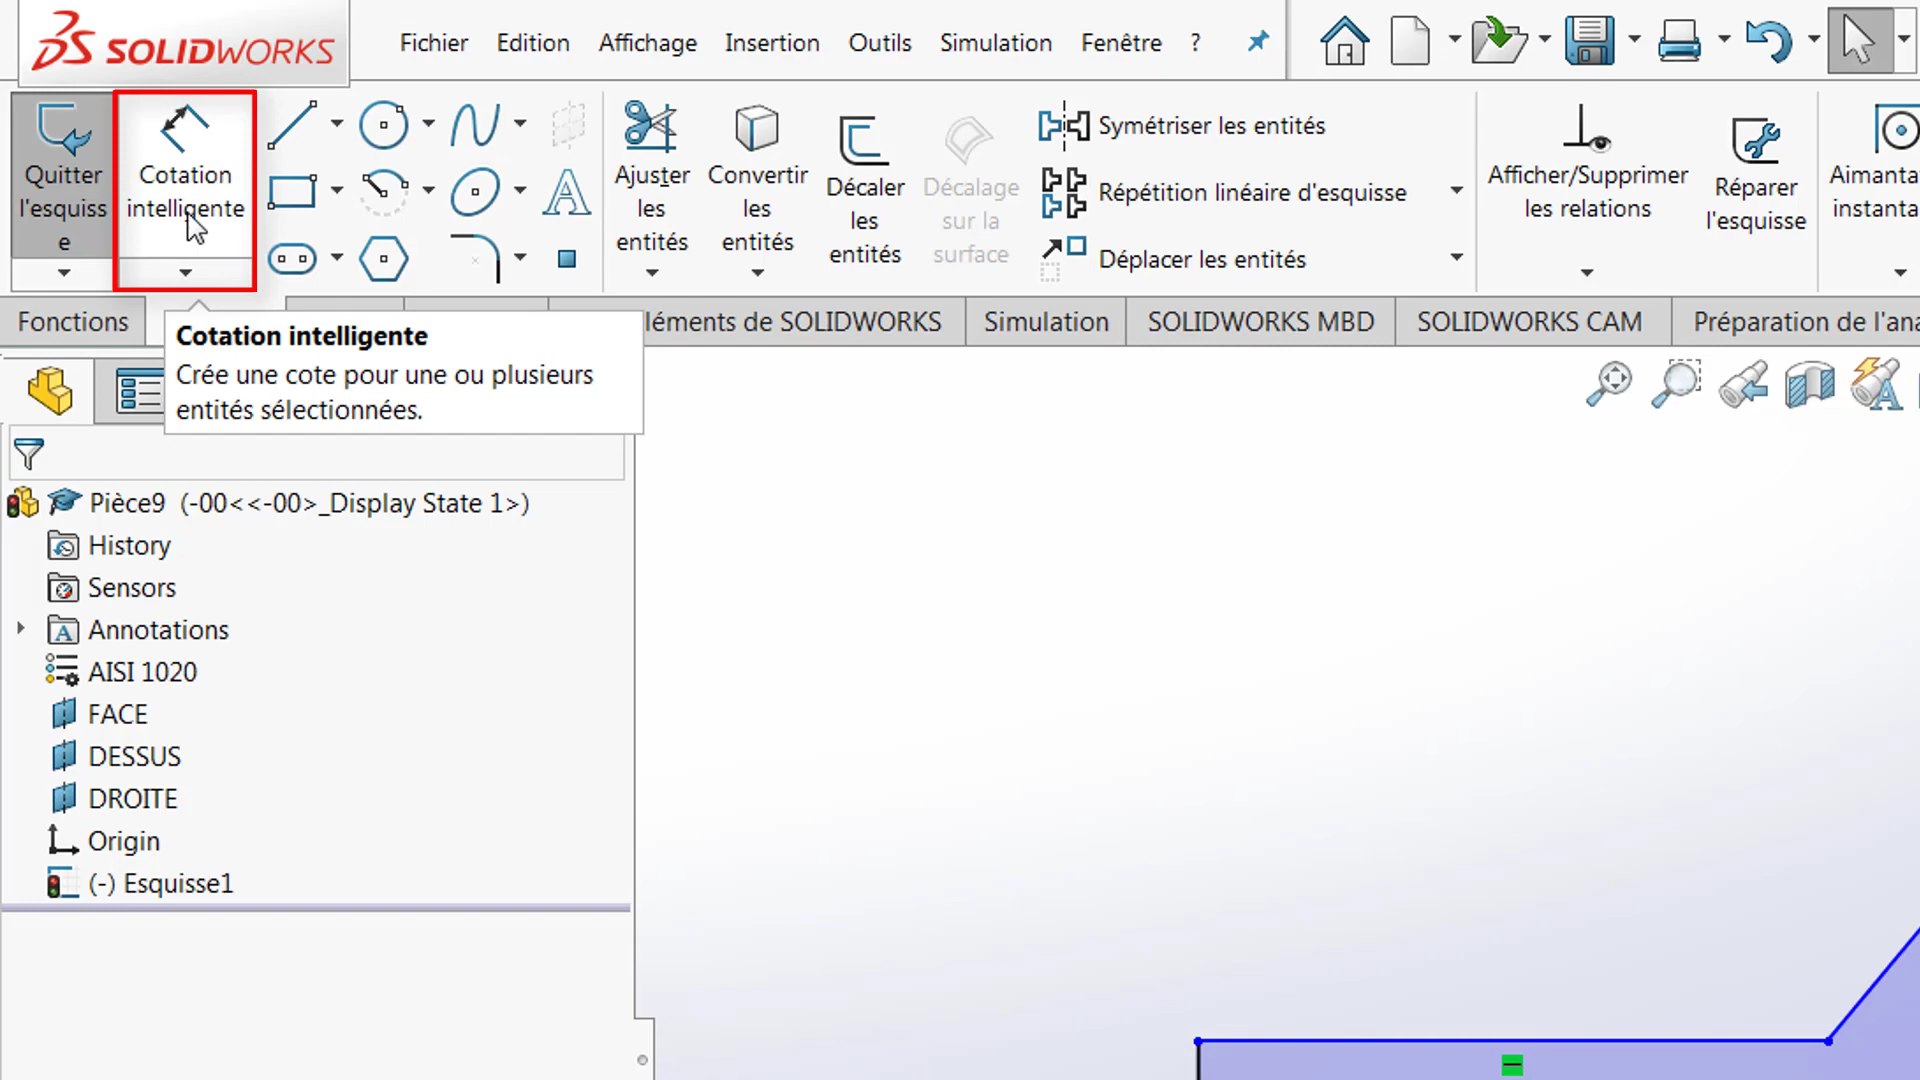 SOLIDWORKS
Fichier Edition Affichage Insertion Outils Simulation Fenêtre ?
Quitter
l'esquiss
e
Cotation
intelligente
Ajuster
les
entités
Convertir
les
entités
Décaler
les
entités
Décalage
sur la
surface
Symétriser les entités
Répétition linéaire d'esquisse
Déplacer les entités
Afficher/Supprimer
les relations
Réparer
l'esquisse
Aimanta
instanta
Fonctions
léments de SOLIDWORKS
Simulation
SOLIDWORKS MBD
SOLIDWORKS CAM
Préparation de l'ana
Cotation intelligente
Crée une cote pour une ou plusieurs
entités sélectionnées.
Pièce9 (-00<<-00>_Display State 1>)
History
Sensors
Annotations
AISI 1020
FACE
DESSUS
DROITE
Origin
(-) Esquisse1